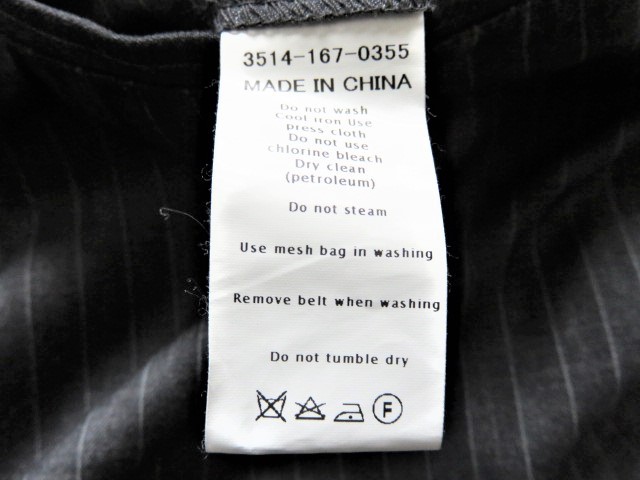 3514-167-0355
MADE IN CHINA
Do not wash
Cool iron Use
press cloth
Do not use
chlorine bleach
Dry clean
(petroleum)
Do not steam
Use mesh bag in washing
Remove belt when washing
Do not tumble dry
F